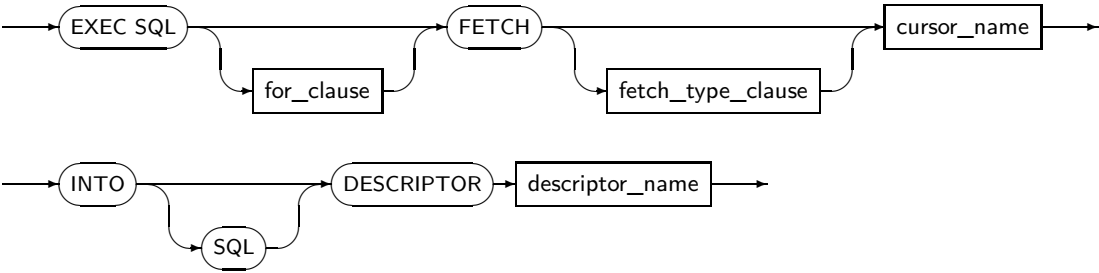 EXEC SQL FETCH cursor_name
for_clause fetch_type_clause
INTO DESCRIPTOR descriptor_name
SQL